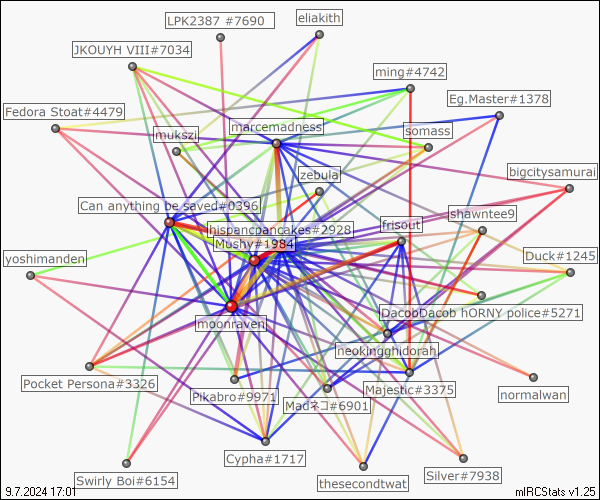 LPK2387 #7690
eliakith
JKOUYH VIII#7034
ming#4742
Eg.Master#1378
Fedora Stoat#4479
mukszi
marcemadness
somass
zebula
bigcitysamurai
Can anything be saved#0396
shawntee9
hispancpancakes#2928
frisout
Mushy#1984
yoshimanden
Duck#1245
DacobDacob hORNY police#5271
moonraveni
neokingghidorah
Pocket Persona#3326
Majestic#3375
normalwan
Pikabro#9971
Madネコ#6901
Cypha#1717
Swirly Boi#6154
thesecondtwat
Silver#7938
9.7.2024 17:01
mIRCStats v1.25